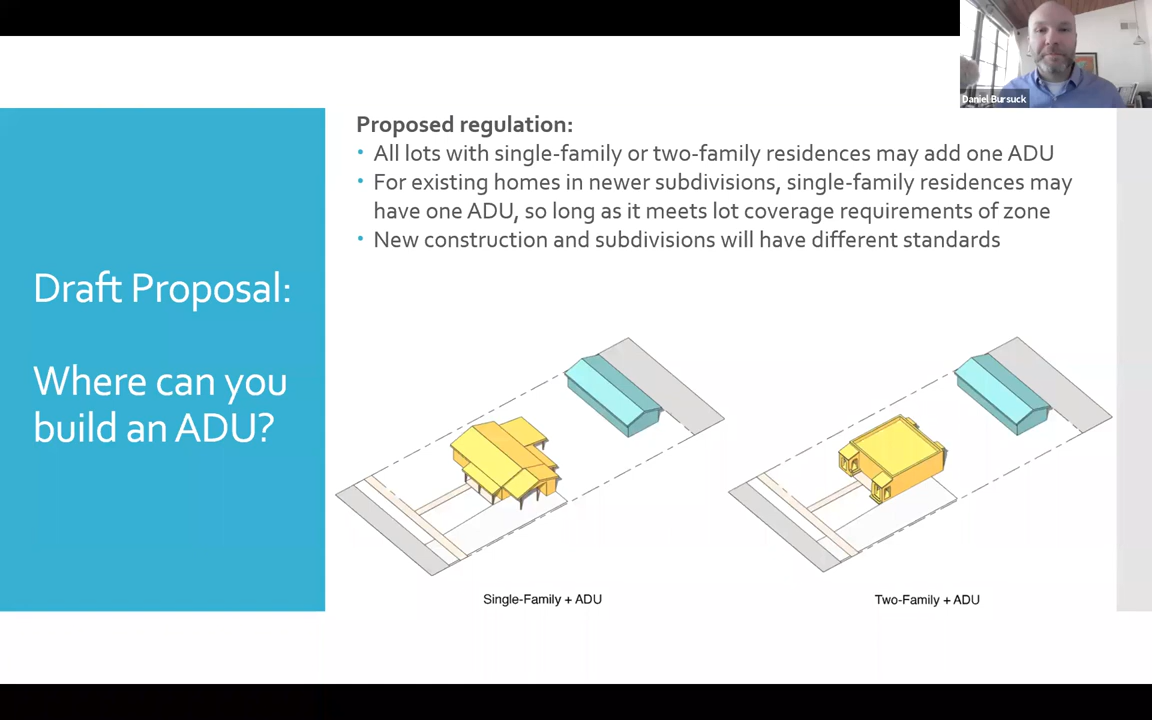 Daniel Bursuck
Proposed regulation:
• All lots with single-family or two-family residences may add one ADU
• For existing homes in newer subdivisions, single-family residences may
have one ADU, so long as it meets lot coverage requirements of zone
• New construction and subdivisions will have different standards
Draft Proposal:
Where can you
build an ADU?
Single-Family + ADU
Two-Family + ADU